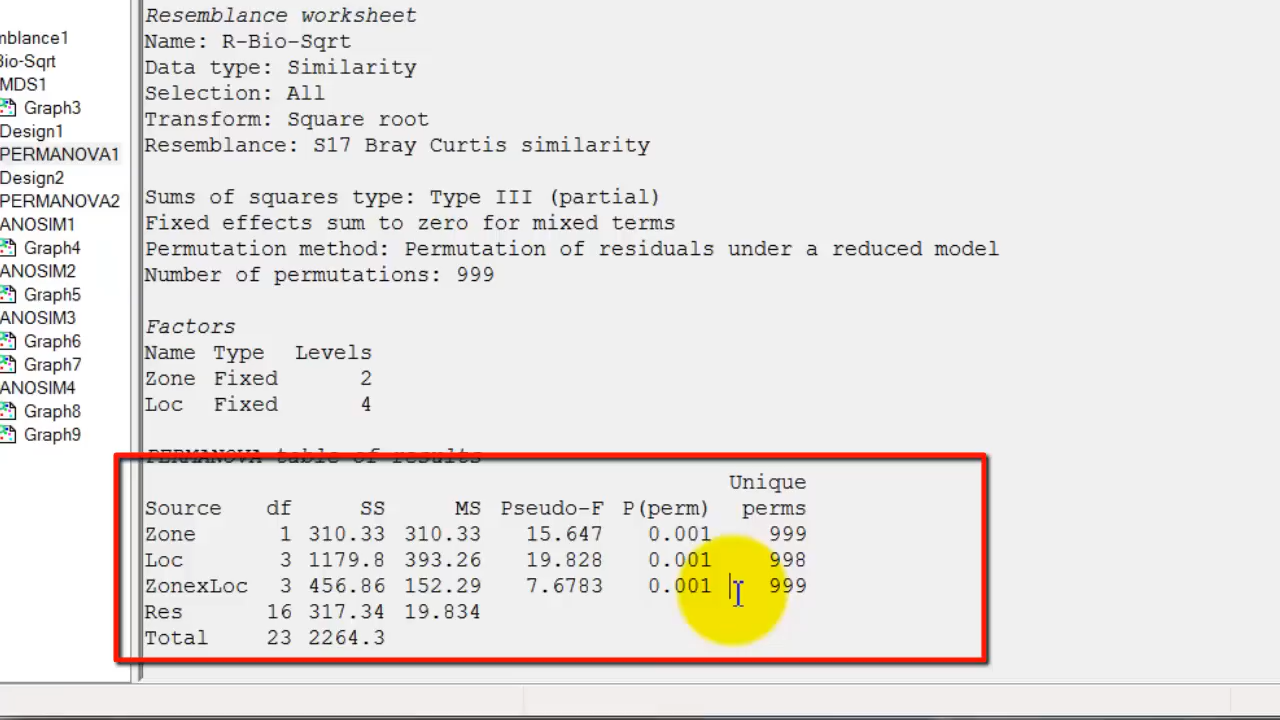 mblance1
Bio-Sqrt
MDS1
Graph3
Design1
PERMANOVA1
Design2
PERMANOVA2
ANOSIM1
Graph4
ANOSIM2
Graph5
ANOSIM3
Graph6
Graph7
ANOSIM4
Graph8
Graph9
Resemblance worksheet
Name: R-Bio-Sqrt
Data type: Similarity
Selection: All
Transform: Square root
Resemblance: S17 Bray Curtis similarity
Sums of squares type: Type III (partial)
Fixed effects sum to zero for mixed terms
Permutation method: Permutation of residuals under a reduced model
Number of permutations: 999
Factors
Name Type Levels
Zone Fixed 2
Loc Fixed 4
PERMANOVA table of results
Unique
Source df SS MS Pseudo-F P(perm) perms
Zone 1 310.33 310.33 15.647 0.001 999
Loc 3 1179.8 393.26 19.828 0.001 998
ZonexLoc 3 456.86 152.29 7.6783 0.001 999
Res 16 317.34 19.834
Total 23 2264.3